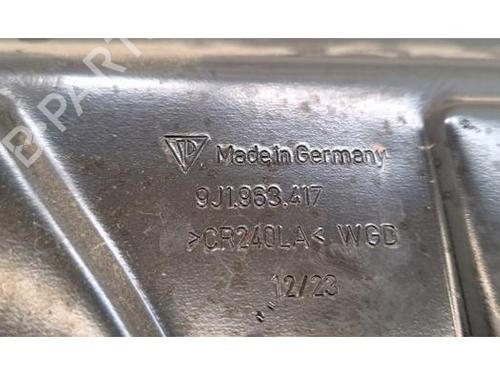 Made in Germany
9J1.963.417
>CR240LA< WGD
12/23